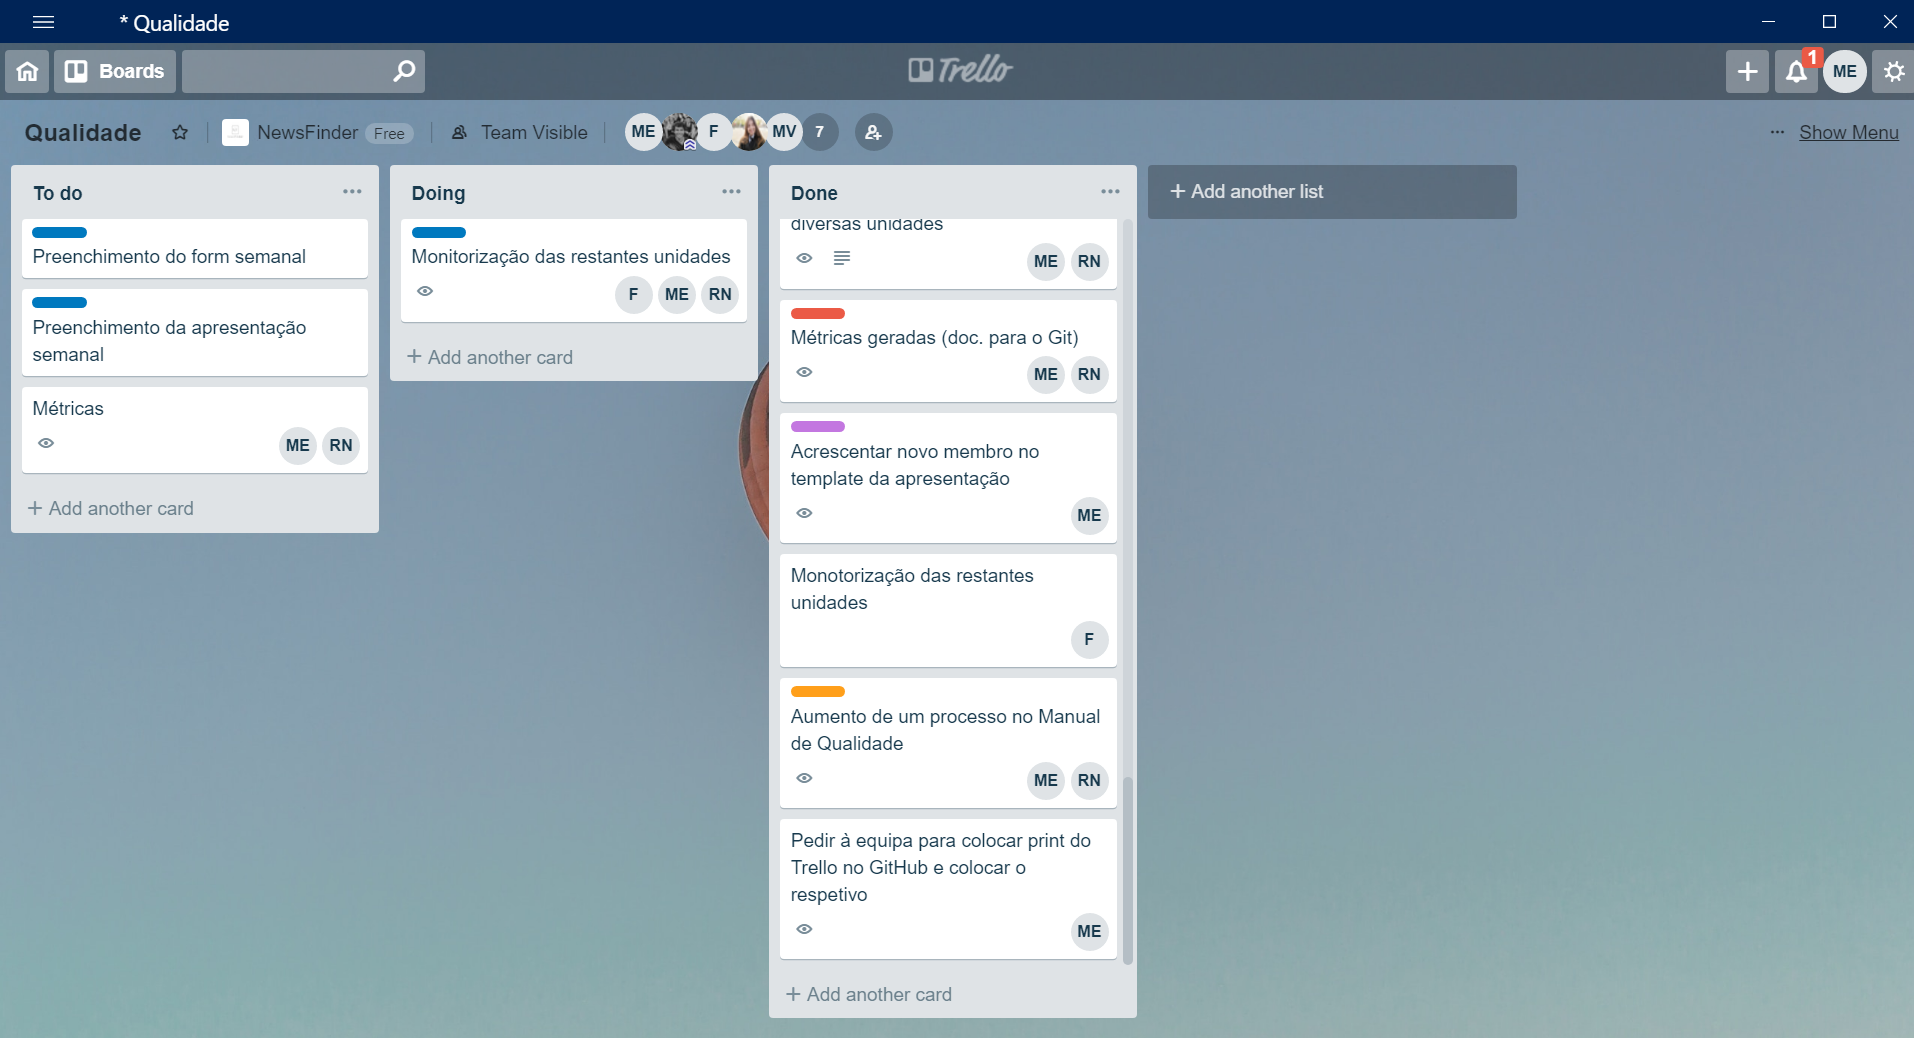 * Qualidade
Boards
Trello
1
ME
Qualidade
NewsFinder Free
Team Visible
ME F MV 7
... Show Menu
To do
Preenchimento do form semanal
Preenchimento da apresentação
semanal
Métricas
ME RN
+ Add another card
Doing
Monitorização das restantes unidades
F ME RN
+ Add another card
Done
diversas unidades
ME RN
Métricas geradas (doc. para o Git)
ME RN
Acrescentar novo membro no
template da apresentação
ME
Monotorização das restantes
unidades
F
Aumento de um processo no Manual
de Qualidade
ME RN
Pedir à equipa para colocar print do
Trello no GitHub e colocar o
respetivo
ME
+ Add another card
+ Add another list